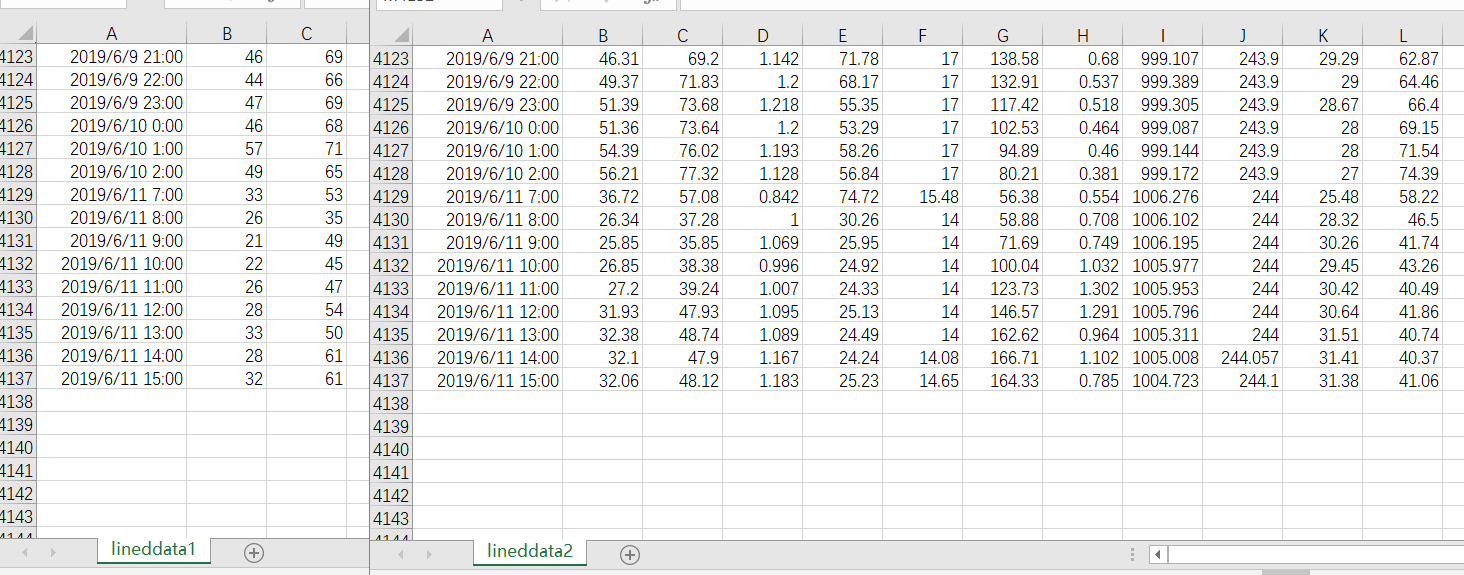 A B C
4123 2019/6/9 21:00 46 69
4124 2019/6/9 22:00 44 66
4125 2019/6/9 23:00 47 69
4126 2019/6/10 0:00 46 68
4127 2019/6/10 1:00 57 71
4128 2019/6/10 2:00 49 65
4129 2019/6/11 7:00 33 53
4130 2019/6/11 8:00 26 35
4131 2019/6/11 9:00 21 49
4132 2019/6/11 10:00 22 45
4133 2019/6/11 11:00 26 47
4134 2019/6/11 12:00 28 54
4135 2019/6/11 13:00 33 50
4136 2019/6/11 14:00 28 61
4137 2019/6/11 15:00 32 61
4138
4139
4140
4141
4142
4143
4144
lineddata1
A B C D E F G H I J K L
4123 2019/6/9 21:00 46.31 69.2 1.142 71.78 17 138.58 0.68 999.107 243.9 29.29 62.87
4124 2019/6/9 22:00 49.37 71.83 1.2 68.17 17 132.91 0.537 999.389 243.9 29 64.46
4125 2019/6/9 23:00 51.39 73.68 1.218 55.35 17 117.42 0.518 999.305 243.9 28.67 66.4
4126 2019/6/10 0:00 51.36 73.64 1.2 53.29 17 102.53 0.464 999.087 243.9 28 69.15
4127 2019/6/10 1:00 54.39 76.02 1.193 58.26 17 94.89 0.46 999.144 243.9 28 71.54
4128 2019/6/10 2:00 56.21 77.32 1.128 56.84 17 80.21 0.381 999.172 243.9 27 74.39
4129 2019/6/11 7:00 36.72 57.08 0.842 74.72 15.48 56.38 0.554 1006.276 244 25.48 58.22
4130 2019/6/11 8:00 26.34 37.28 1 30.26 14 58.88 0.708 1006.102 244 28.32 46.5
4131 2019/6/11 9:00 25.85 35.85 1.069 25.95 14 71.69 0.749 1006.195 244 30.26 41.74
4132 2019/6/11 10:00 26.85 38.38 0.996 24.92 14 100.04 1.032 1005.977 244 29.45 43.26
4133 2019/6/11 11:00 27.2 39.24 1.007 24.33 14 123.73 1.302 1005.953 244 30.42 40.49
4134 2019/6/11 12:00 31.93 47.93 1.095 25.13 14 146.57 1.291 1005.796 244 30.64 41.86
4135 2019/6/11 13:00 32.38 48.74 1.089 24.49 14 162.62 0.964 1005.311 244 31.51 40.74
4136 2019/6/11 14:00 32.1 47.9 1.167 24.24 14.08 166.71 1.102 1005.008 244.057 31.41 40.37
4137 2019/6/11 15:00 32.06 48.12 1.183 25.23 14.65 164.33 0.785 1004.723 244.1 31.38 41.06
4138
4139
4140
4141
4142
4143
4144
lineddata2